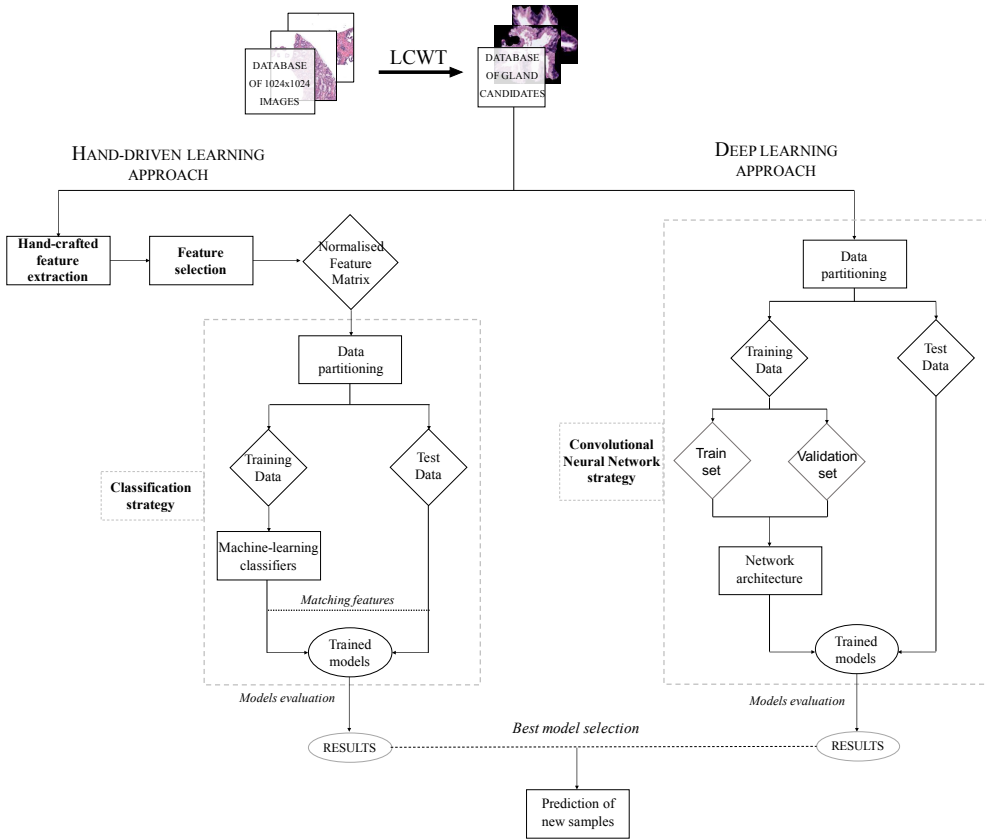 DATABASE
OF 1024x1024
IMAGES
LCWT
DATABASE
OF GLAND
CANDIDATES
HAND-DRIVEN LEARNING
APPROACH
DEEP LEARNING
APPROACH
Hand-crafted
feature
extraction
Feature
selection
Normalised
Feature
Matrix
Data
partitioning
Training
Data
Test
Data
Classification
strategy
Machine-learning
classifiers
Matching features
Trained
models
Models evaluation
RESULTS
Data
partitioning
Training
Data
Test
Data
Convolutional
Neural Network
strategy
Train
set
Validation
set
Network
architecture
Trained
models
Models evaluation
RESULTS
Best model selection
Prediction of
new samples